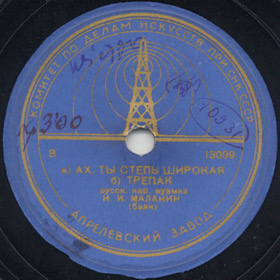 КОМИТЕТ ПО ДЕЛАМ ИСКУССТВ ПРИ СНК СССР
В 13099
а) АХ, ТЫ СТЕПЬ ШИРОКАЯ
б) ТРЕПАК
русск. нар. музыка
И. И. МАЛАНИН
(баян)
АПРЕЛЕВСКИЙ ЗАВОД